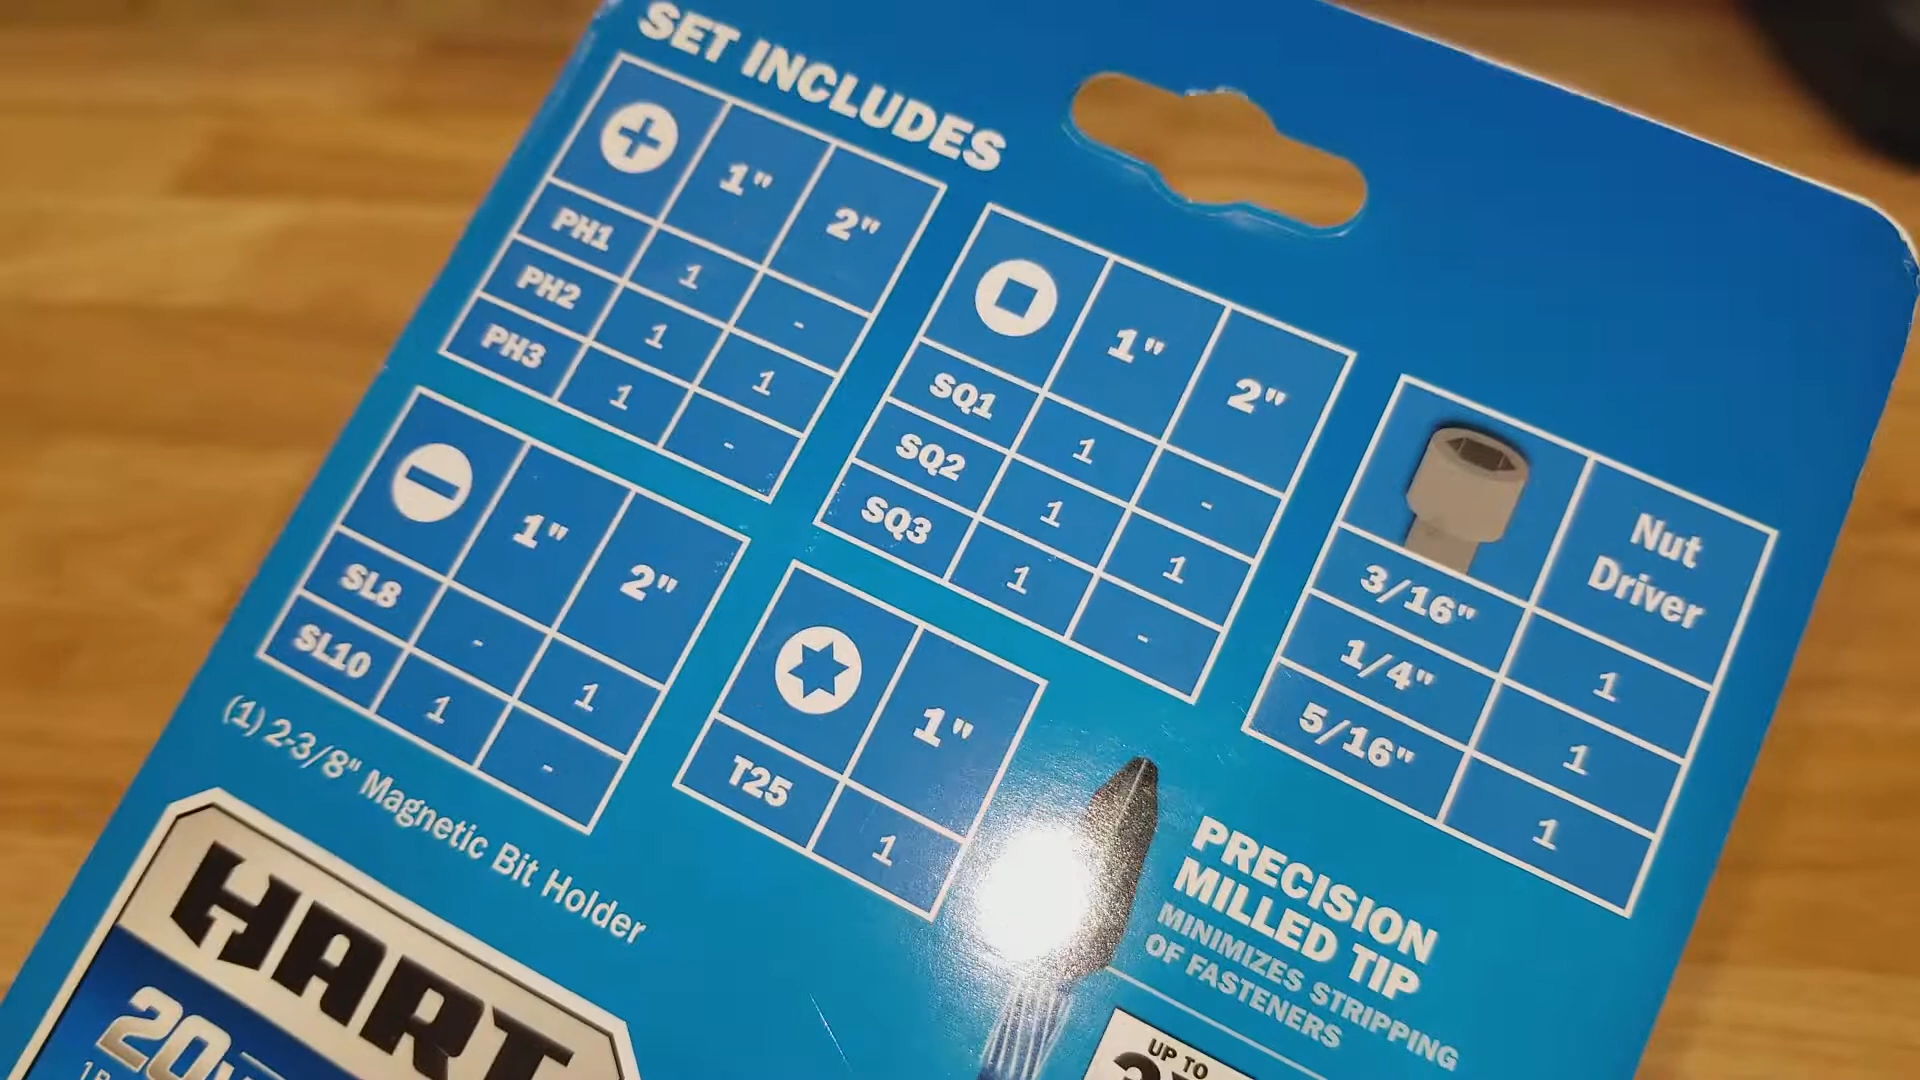 SET INCLUDES
1" 2"
PH1 1 -
PH2 1 1
PH3 1 -
1" 2"
SQ1 1 -
SQ2 1 1
SQ3 1 -
Nut
Driver
3/16" 1
1/4" 1
5/16" 1
1" 2"
SL8 - 1
SL10 1 -
1"
T25 1
(1) 2-3/8" Magnetic Bit Holder
HART
20V
PRECISION
MILLED TIP
MINIMIZES STRIPPING
OF FASTENERS
UP TO